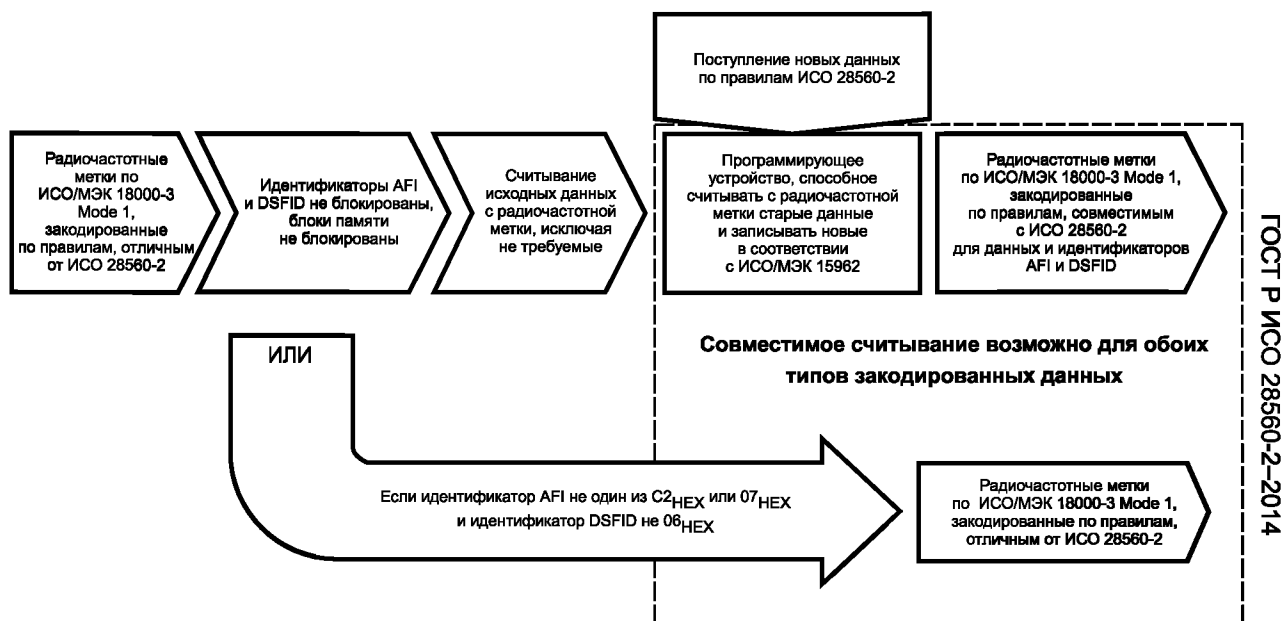 Поступление новых данных
по правилам ИСО 28560-2
Радиочастотные
метки по
ИСО/МЭК 18000-3
Mode 1,
закодированные
по правилам, отличным
от ИСО 28560-2
Идентификаторы AFI
и DSFID не блокированы,
блоки памяти
не блокированы
Считывание
исходных данных
с радиочастотной
метки, исключая
не требуемые
Программирующее
устройство, способное
считывать с радиочастотной
метки старые данные
и записывать новые
в соответствии
с ИСО/МЭК 15962
Радиочастотные метки
по ИСО/МЭК 18000-3 Mode 1,
закодированные
по правилам, совместимым
с ИСО 28560-2
для данных и идентификаторов
AFI и DSFID
ИЛИ
Совместимое считывание возможно для обоих
типов закодированных данных
Если идентификатор AFI не один из C2HEX или 07HEX
и идентификатор DSFID не 06HEX
Радиочастотные метки
по ИСО/МЭК 18000-3 Mode 1,
закодированные по правилам,
отличным от ИСО 28560-2
ГОСТ Р ИСО 28560-2–2014